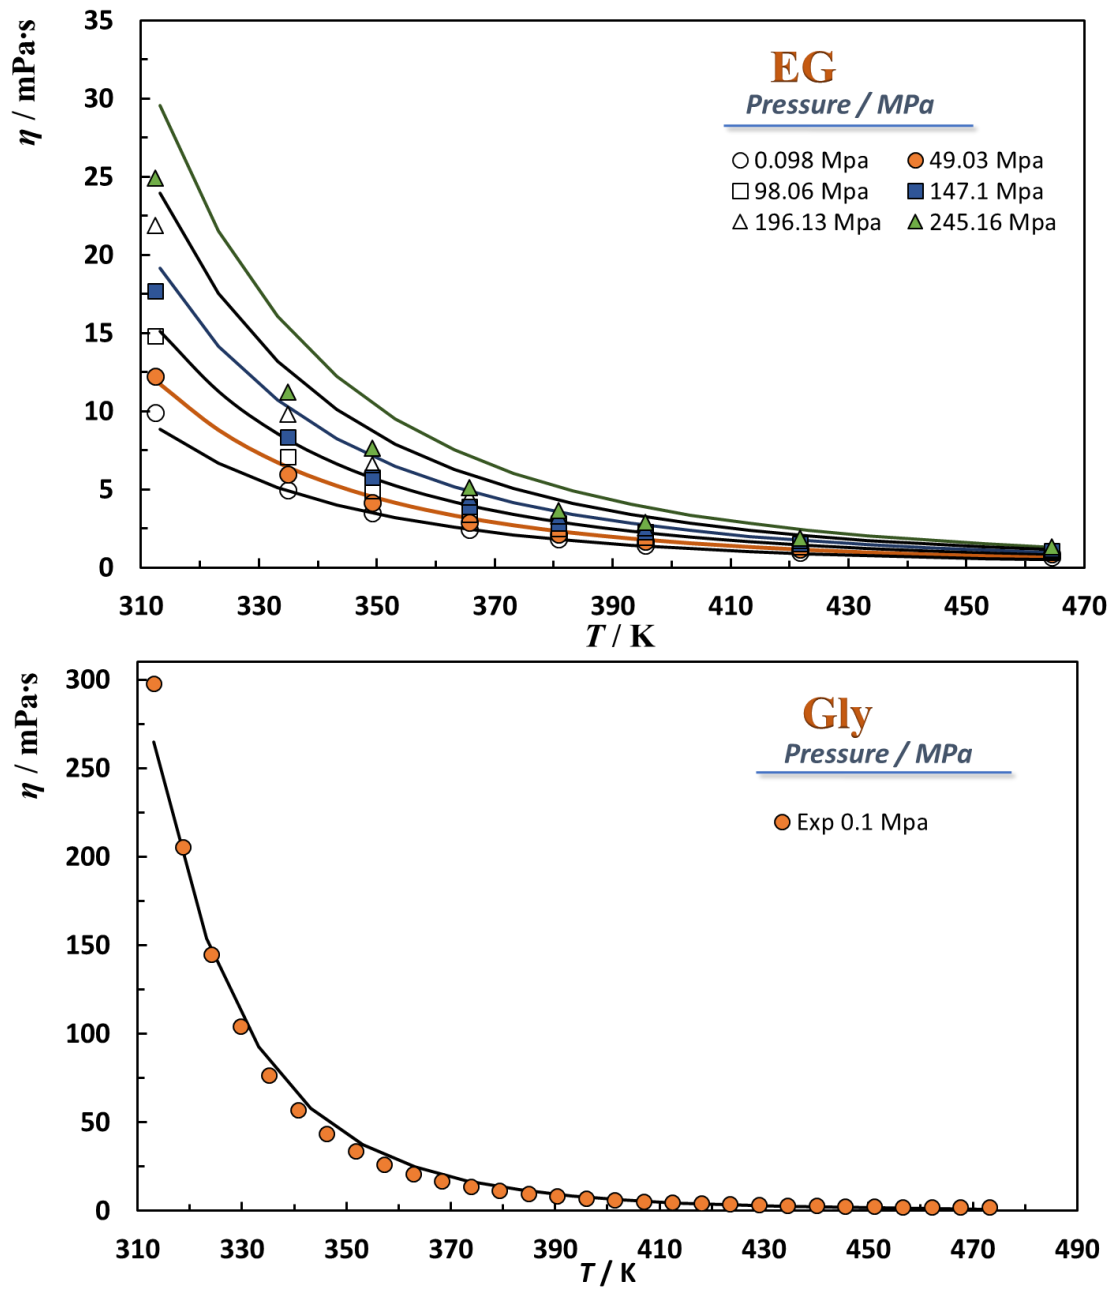 η / mPa·s
35
30
25
20
15
10
5
0
EG
Pressure / MPa
0.098 Mpa 49.03 Mpa
98.06 Mpa 147.1 Mpa
196.13 Mpa 245.16 Mpa
310 330 350 370 390 410 430 450 470
T / K
η / mPa·s
300
250
200
150
100
50
0
Gly
Pressure / MPa
Exp 0.1 Mpa
310 330 350 370 390 410 430 450 470 490
T / K